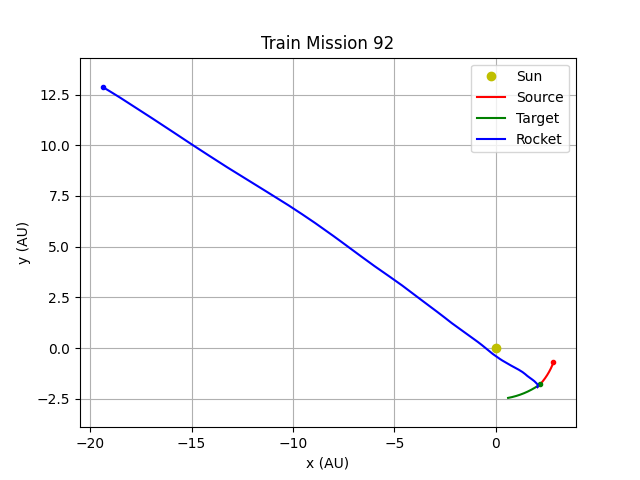 Train Mission 92
Sun
Source
Target
Rocket
12.5
10.0
7.5
5.0
2.5
0.0
−2.5
y (AU)
−20 −15 −10 −5 0
x (AU)